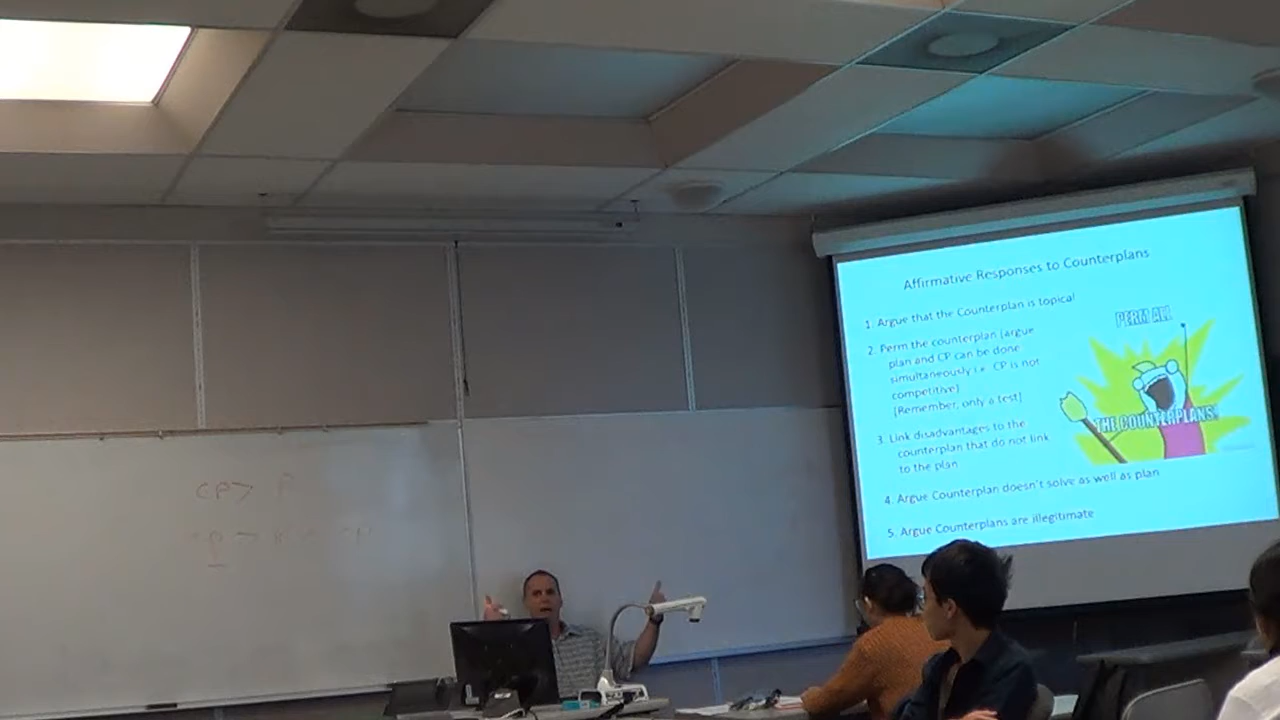 Affirmative Responses to Counterplans
1. Argue that the Counterplan is topical
2. Perm the counterplan (argue
plan and CP can be done
simultaneously i.e. CP is not
competitive)
[Remember, only a test]
3. Link disadvantages to the
counterplan that do not link
to the plan
4. Argue Counterplan doesn't solve as well as plan
5. Argue Counterplans are illegitimate
PERM ALL
THE COUNTERPLANS!
CP > P